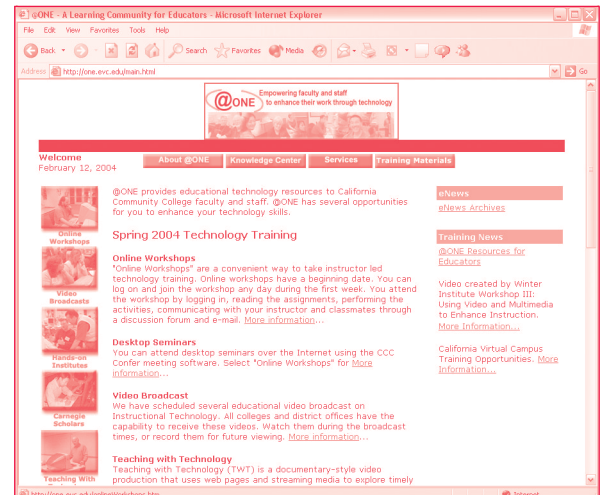 @ONE - A Learning Community for Educators - Microsoft Internet Explorer
File Edit View Favorites Tools Help
Back Search Favorites Media
Address http://one.evc.edu/main.html Go
@ONE
Empowering faculty and staff
to enhance their work through technology
Welcome
February 12, 2004
About @ONE Knowledge Center Services Training Materials
Online
Workshops
Video
Broadcasts
Hands-on
Institutes
Carnegie
Scholars
Teaching With
@ONE provides educational technology resources to California
Community College faculty and staff. @ONE has several opportunities
for you to enhance your technology skills.
Spring 2004 Technology Training
Online Workshops
"Online Workshops" are a convenient way to take instructor led
technology training. Online workshops have a beginning date. You can
log on and join the workshop any day during the first week. You attend
the workshop by logging in, reading the assignments, performing the
activities, communicating with your instructor and classmates through
a discussion forum and e-mail. More information...
Desktop Seminars
You can attend desktop seminars over the Internet using the CCC
Confer meeting software. Select "Online Workshops" for More
information...
Video Broadcast
We have scheduled several educational video broadcast on
Instructional Technology. All colleges and district offices have the
capability to receive these videos. Watch them during the broadcast
times, or record them for future viewing. More information...
Teaching with Technology
Teaching with Technology (TWT) is a documentary-style video
production that uses web pages and streaming media to explore timely
eNews
eNews Archives
Training News
@ONE Resources for
Educators
Video created by Winter
Institute Workshop III:
Using Video and Multimedia
to Enhance Instruction.
More Information...
California Virtual Campus
Training Opportunities. More
Information...
Internet